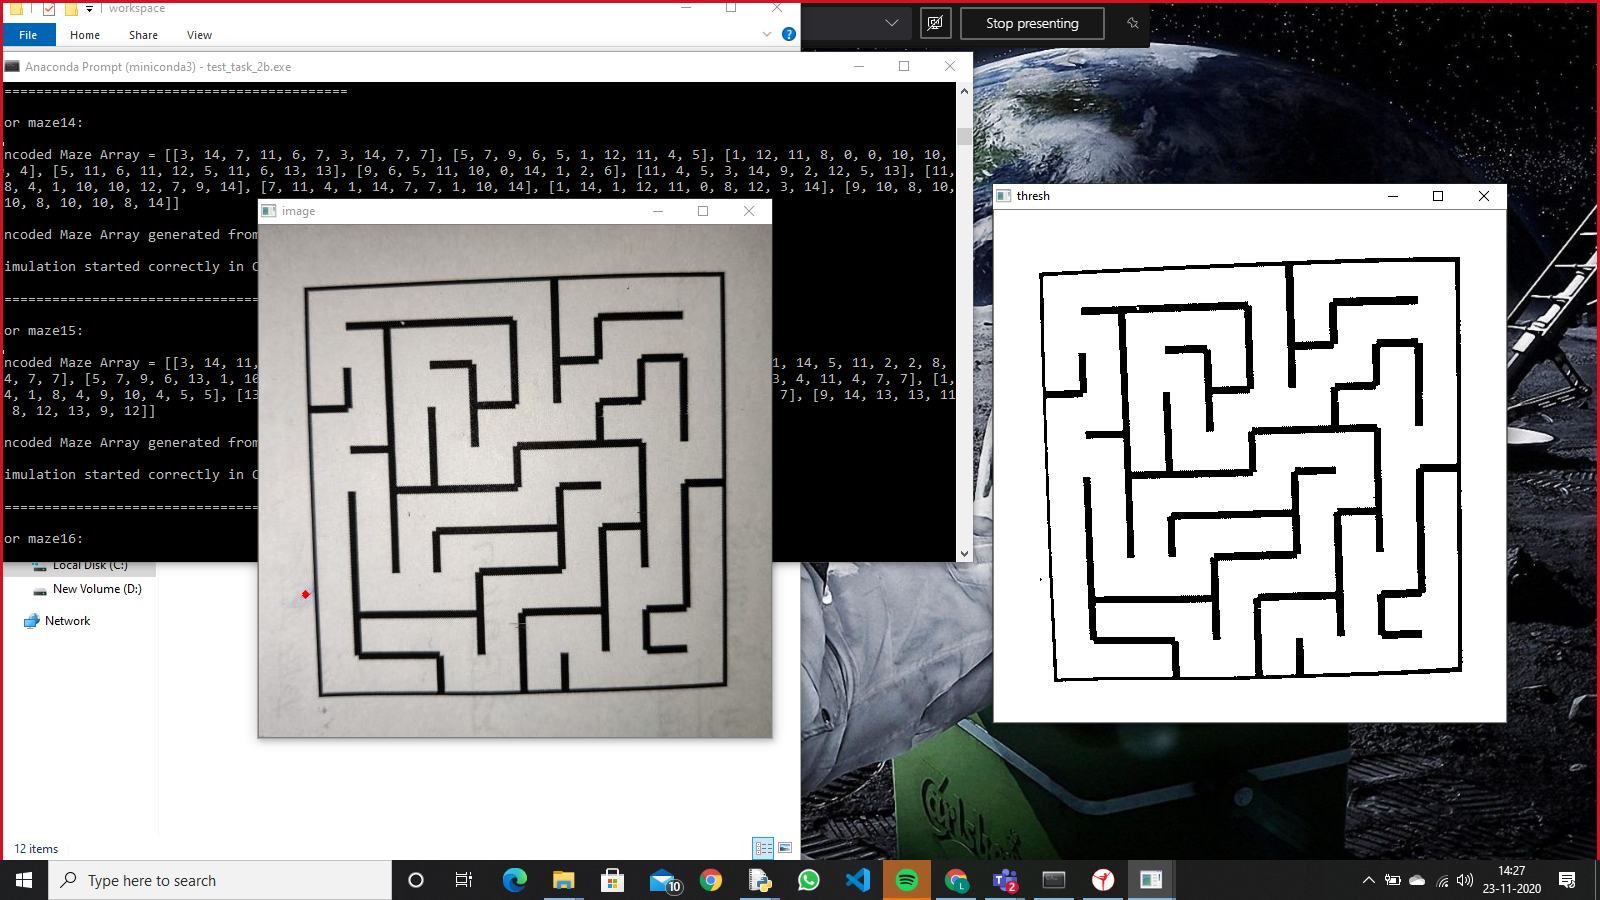 workspace
File Home Share View
Stop presenting
Anaconda Prompt (miniconda3) - test_task_2b.exe
===========================================
or maze14:
ncoded Maze Array = [[3, 14, 7, 11, 6, 7, 3, 14, 7, 7], [5, 7, 9, 6, 5, 1, 12, 11, 4, 5], [1, 12, 11, 8, 0, 0, 10, 10,
, 4], [5, 11, 6, 11, 12, 5, 11, 6, 13, 13], [9, 6, 5, 11, 10, 0, 14, 1, 2, 6], [11, 4, 5, 3, 14, 9, 2, 12, 5, 13], [11,
8, 4, 1, 10, 10, 12, 7, 9, 14], [7, 11, 4, 1, 14, 7, 7, 1, 10, 14], [1, 14, 1, 12, 11, 0, 8, 12, 3, 14], [9, 10, 8, 10,
10, 8, 10, 10, 8, 14]]
ncoded Maze Array generated from
imulation started correctly in C
================================
or maze15:
ncoded Maze Array = [[3, 14, 11, 1, 14, 5, 11, 2, 2, 8,
4, 7, 7], [5, 7, 9, 6, 13, 1, 10 3, 4, 11, 4, 7, 7], [1,
4, 1, 8, 4, 9, 10, 4, 5, 5], [13 7], [9, 14, 13, 13, 11
8, 12, 13, 9, 12]]
ncoded Maze Array generated from
imulation started correctly in C
================================
or maze16:
image
thresh
Local Disk (C:)
New Volume (D:)
Network
12 items
Carlsberg
Type here to search
10
2
14:27
23-11-2020